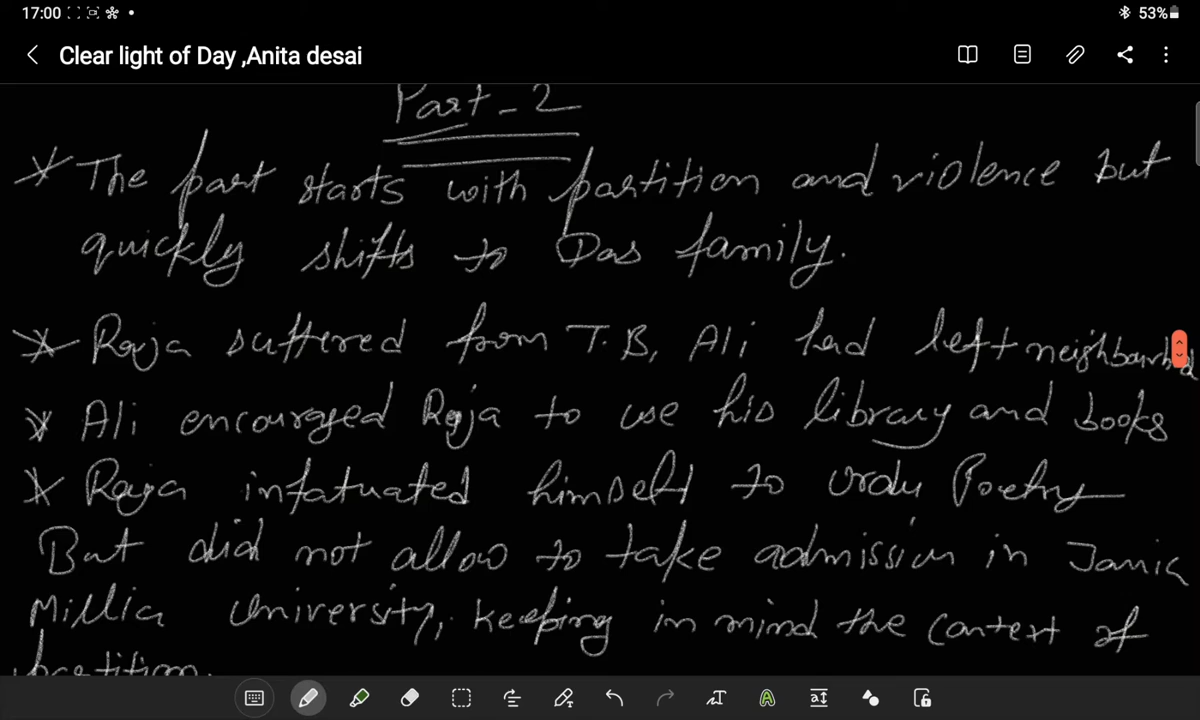 17:00
53%
Clear light of Day ,Anita desai
Part - 2
* The part starts with partition and violence but
quickly shifts to Das family.
* Raja suffered from T.B, Ali had left neighbourhood
* Ali encouraged Raja to use his library and books
* Raja infatuated himself to Urdu Poetry
But did not allow to take admission in Jamia
Millia University, keeping in mind the context of
partition.